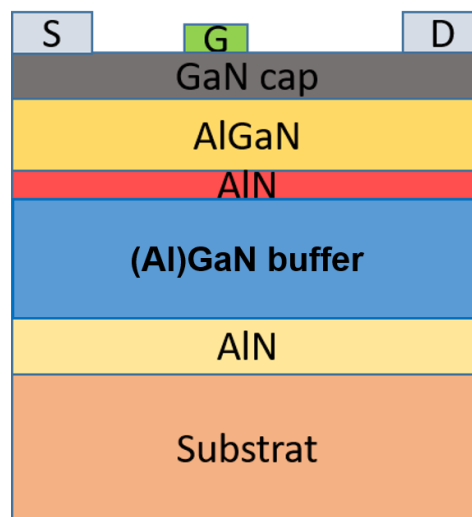 S G D
GaN cap
AlGaN
AlN
(Al)GaN buffer
AlN
Substrat